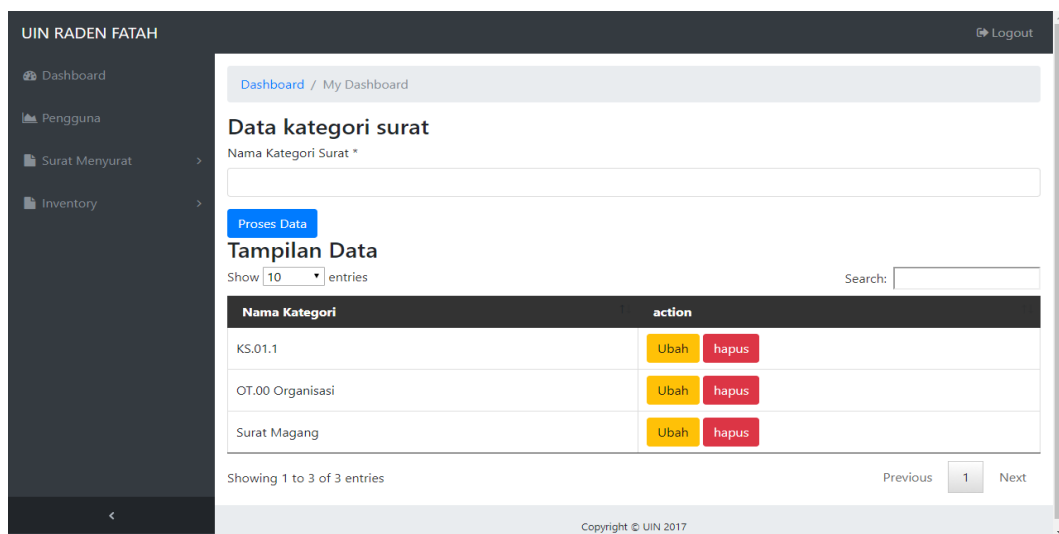 UIN RADEN FATAH
Logout
Dashboard
Pengguna
Surat Menyurat
Inventory
Dashboard / My Dashboard
Data kategori surat
Nama Kategori Surat *
Proses Data
Tampilan Data
Show 10 entries
Search:
Nama Kategori action
KS.01.1 Ubah hapus
OT.00 Organisasi Ubah hapus
Surat Magang Ubah hapus
Showing 1 to 3 of 3 entries
Previous 1 Next
Copyright © UIN 2017